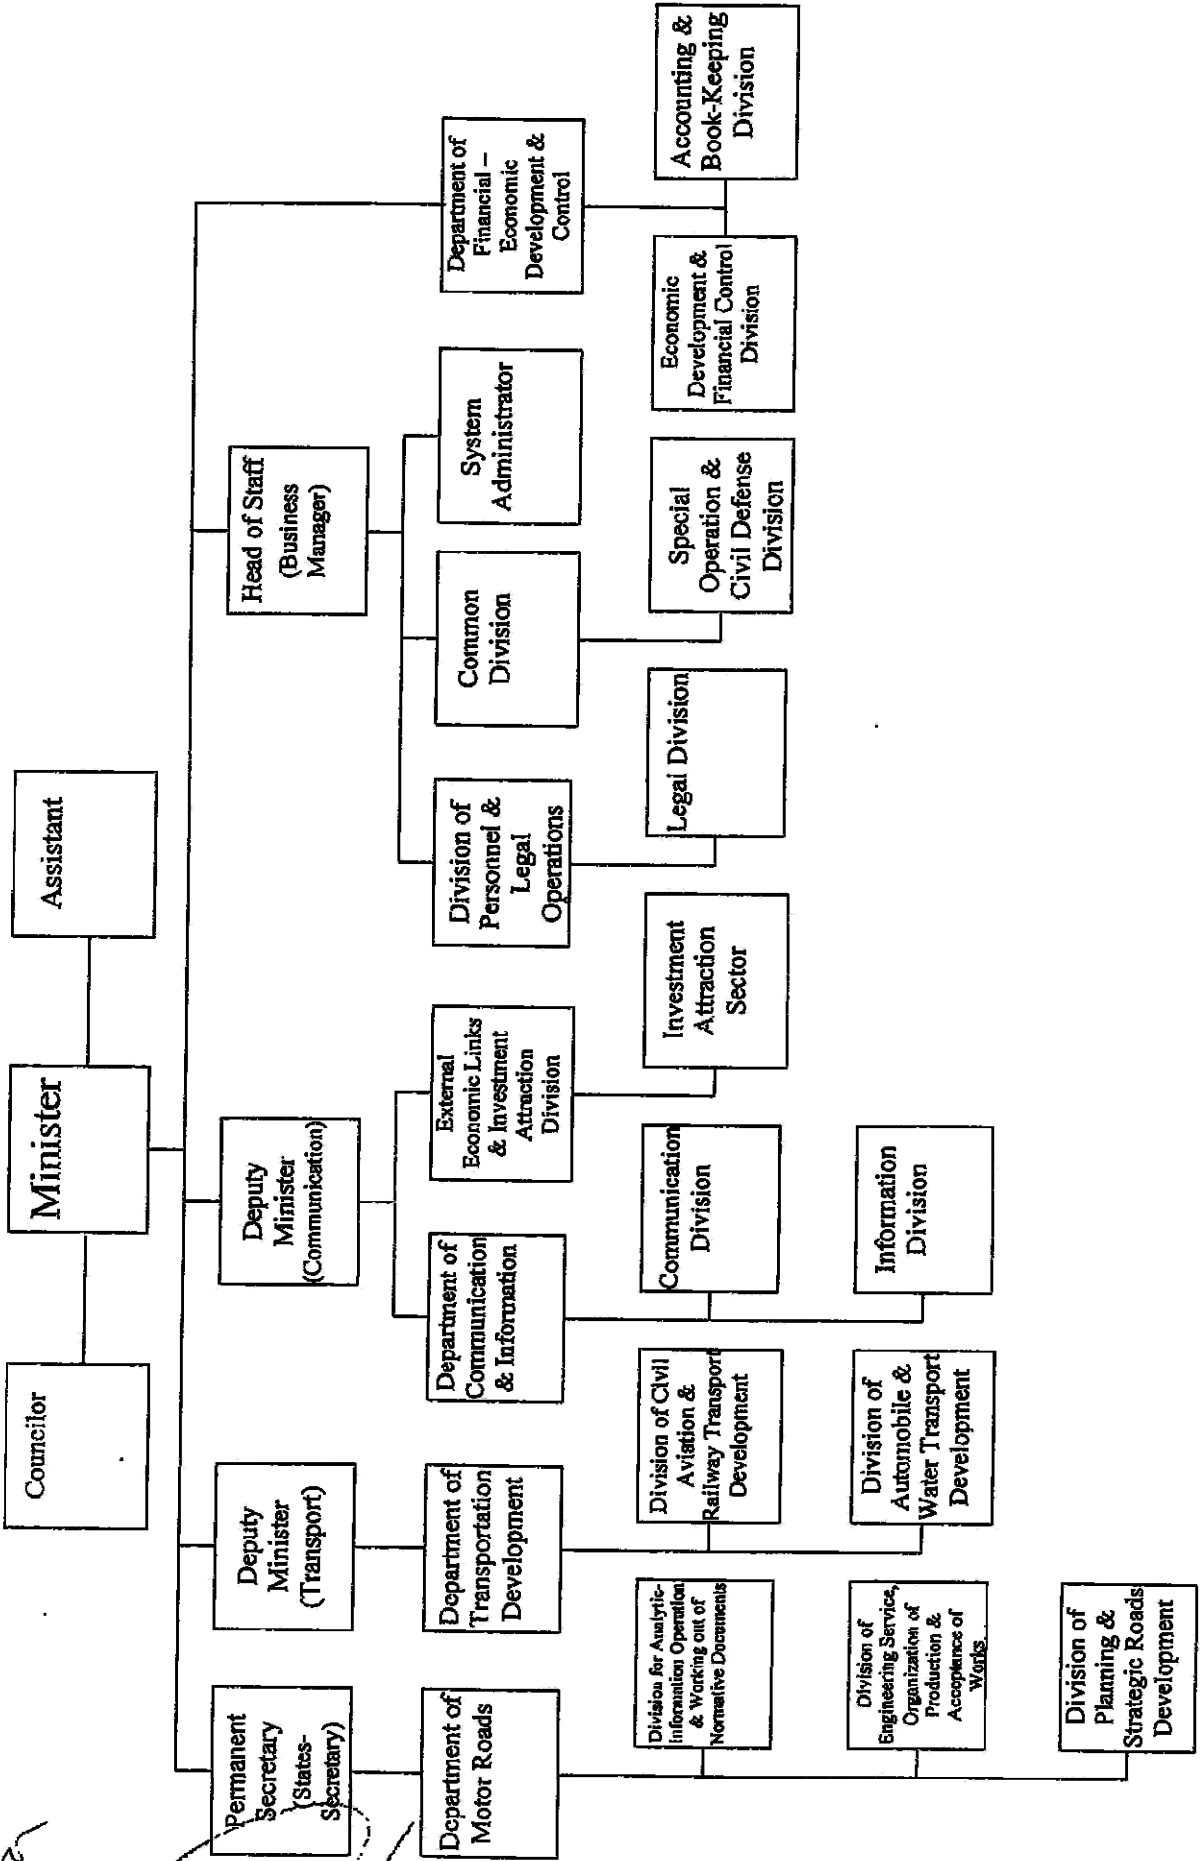 Councilor
Minister
Assistant
Permanent
Secretary
(States-
Secretary)
Deputy
Minister
(Transport)
Deputy
Minister
(Communication)
Head of Staff
(Business
Manager)
Department of
Motor Roads
Department of
Transportation
Development
Department of
Communication
& Information
External
Economic Links
& Investment
Attraction
Division
Division of
Personnel &
Legal
Operations
Common
Division
System
Administrator
Department of
Financial –
Economic
Development &
Control
Division for Analytic-
Information Operation
& Working out of
Normative Documents
Division of Civil
Aviation &
Railway Transport
Development
Communication
Division
Investment
Attraction
Sector
Legal Division
Special
Operation &
Civil Defense
Division
Economic
Development &
Financial Control
Division
Accounting &
Book-Keeping
Division
Division of
Engineering Service,
Organization of
Production &
Acceptance of
Works
Division of
Automobile &
Water Transport
Development
Information
Division
Division of
Planning &
Strategic Roads
Development